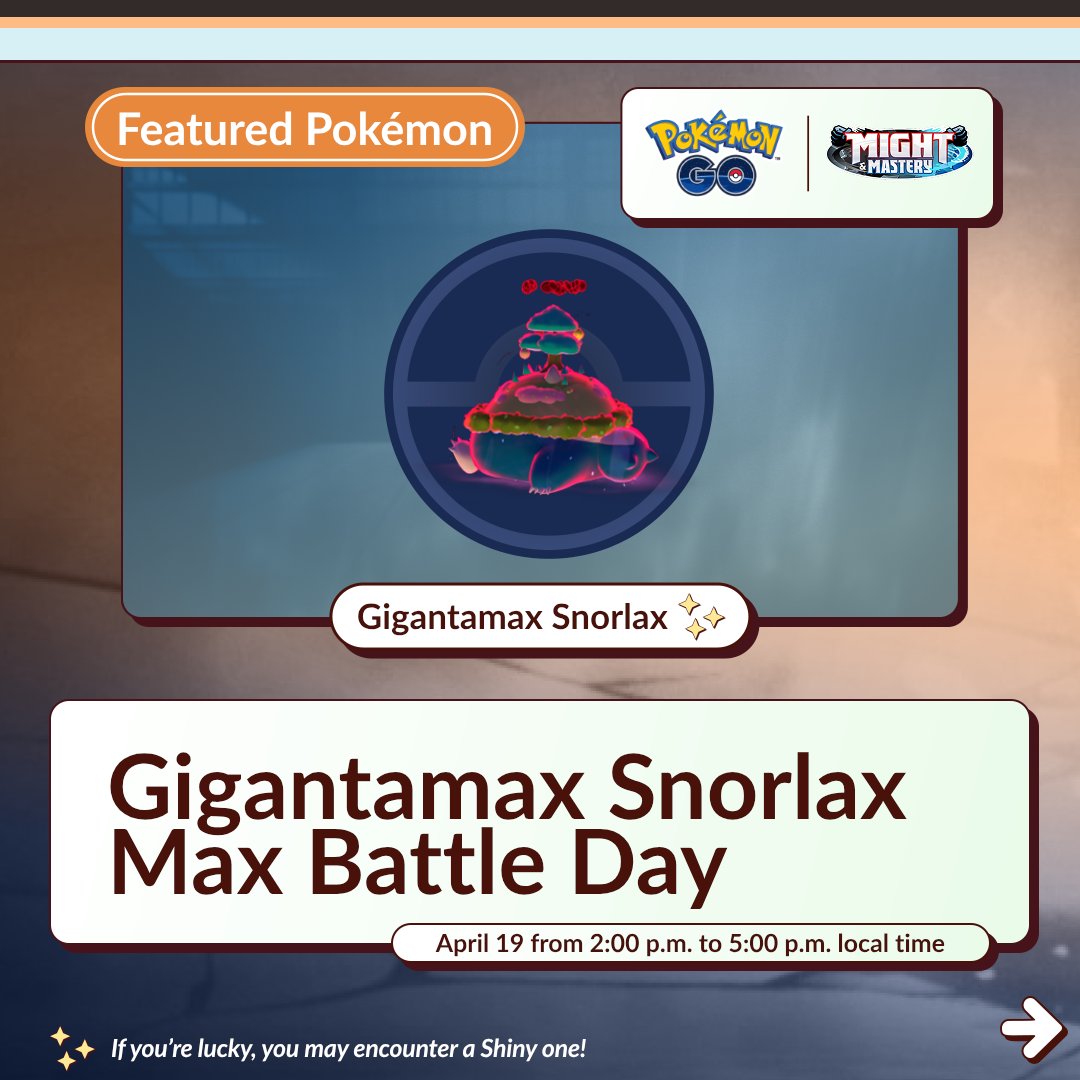 Featured Pokémon
POKÉMON
GO
MIGHT
& MASTERY
Gigantamax Snorlax
Gigantamax Snorlax
Max Battle Day
April 19 from 2:00 p.m. to 5:00 p.m. local time
If you're lucky, you may encounter a Shiny one!